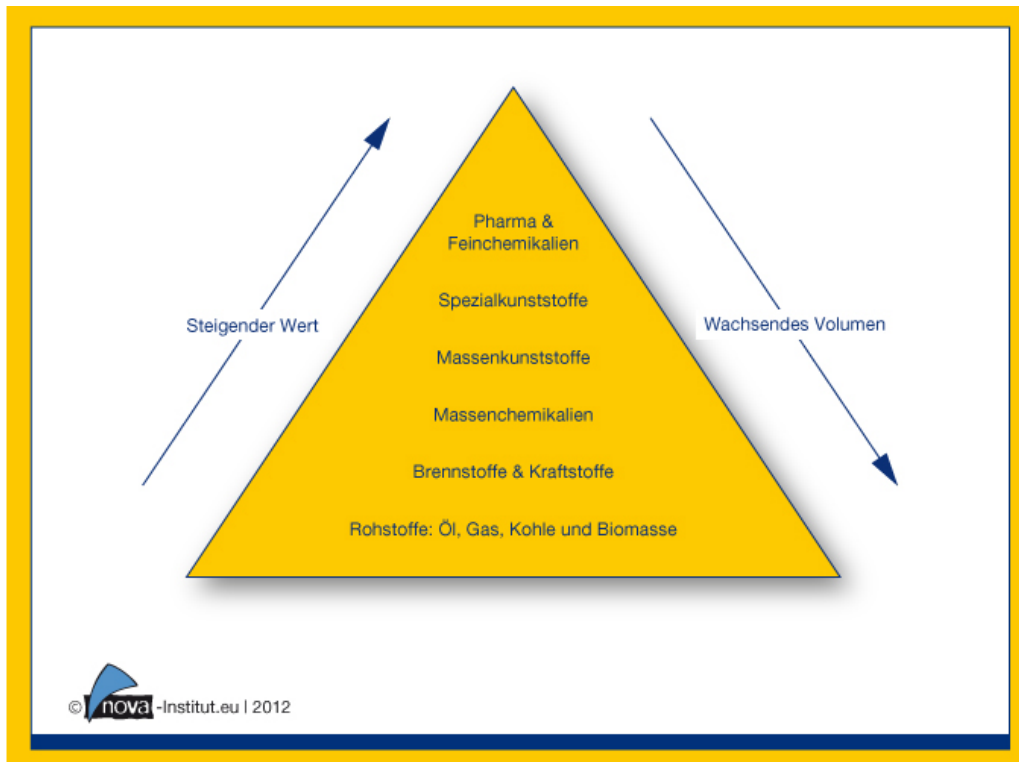 Pharma &
Feinchemikalien
Spezialkunststoffe
Steigender Wert
Wachsendes Volumen
Massenkunststoffe
Massenchemikalien
Brennstoffe & Kraftstoffe
Rohstoffe: Öl, Gas, Kohle und Biomasse
© nova-Institut.eu | 2012